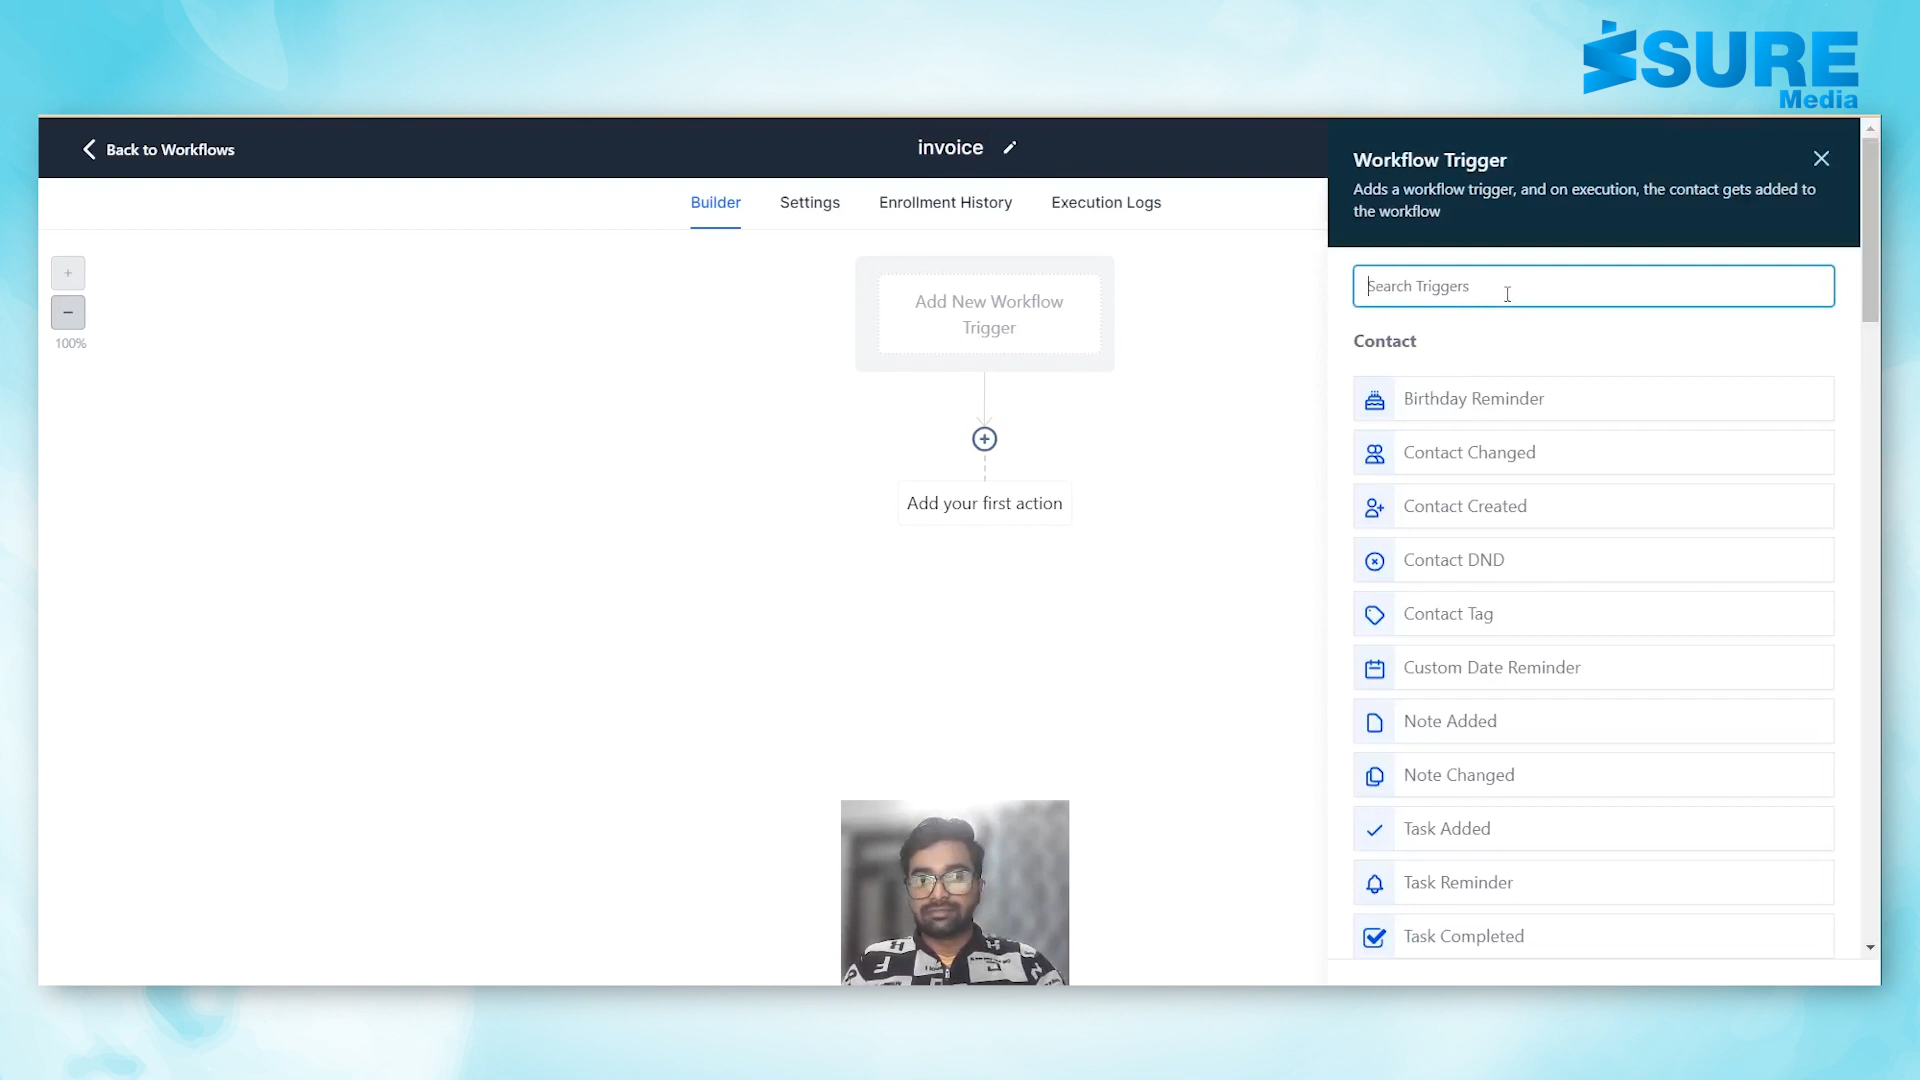 SURE
Media
Back to Workflows
invoice
Workflow Trigger
Adds a workflow trigger, and on execution, the contact gets added to
the workflow
Builder
Settings
Enrollment History
Execution Logs
Search Triggers
100%
Add New Workflow
Trigger
Add your first action
Contact
Birthday Reminder
Contact Changed
Contact Created
Contact DND
Contact Tag
Custom Date Reminder
Note Added
Note Changed
Task Added
Task Reminder
Task Completed